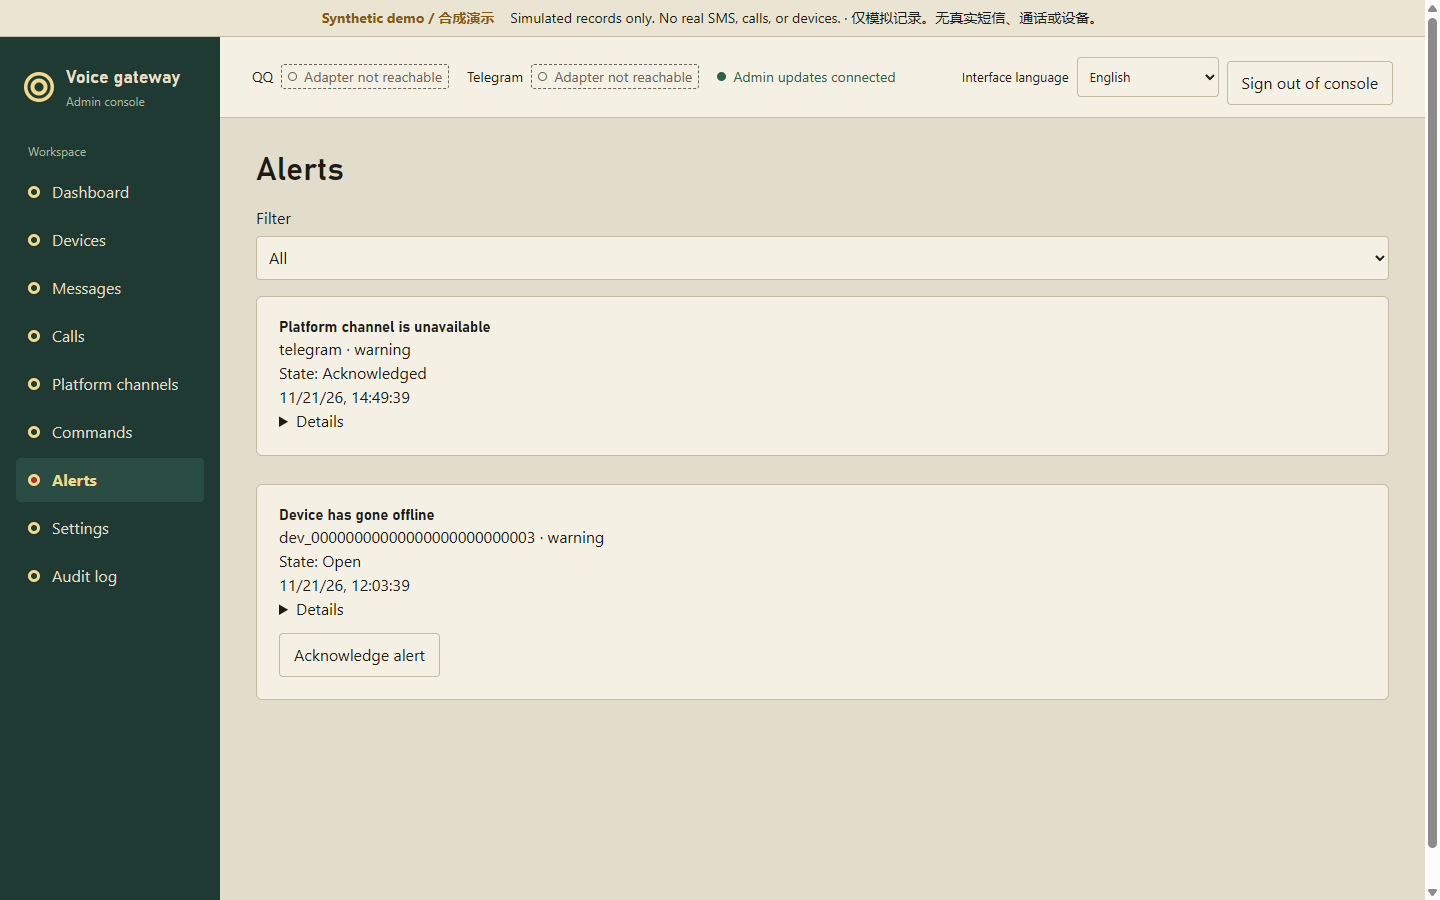 Synthetic demo / 合成演示 Simulated records only. No real SMS, calls, or devices. · 仅模拟记录。无真实短信、通话或设备。
Voice gateway
Admin console
QQ Adapter not reachable Telegram Adapter not reachable Admin updates connected Interface language English Sign out of console
Workspace
Dashboard
Devices
Messages
Calls
Platform channels
Commands
Alerts
Settings
Audit log
Alerts
Filter
All
Platform channel is unavailable
telegram · warning
State: Acknowledged
11/21/26, 14:49:39
Details
Device has gone offline
dev_00000000000000000000000003 · warning
State: Open
11/21/26, 12:03:39
Details
Acknowledge alert